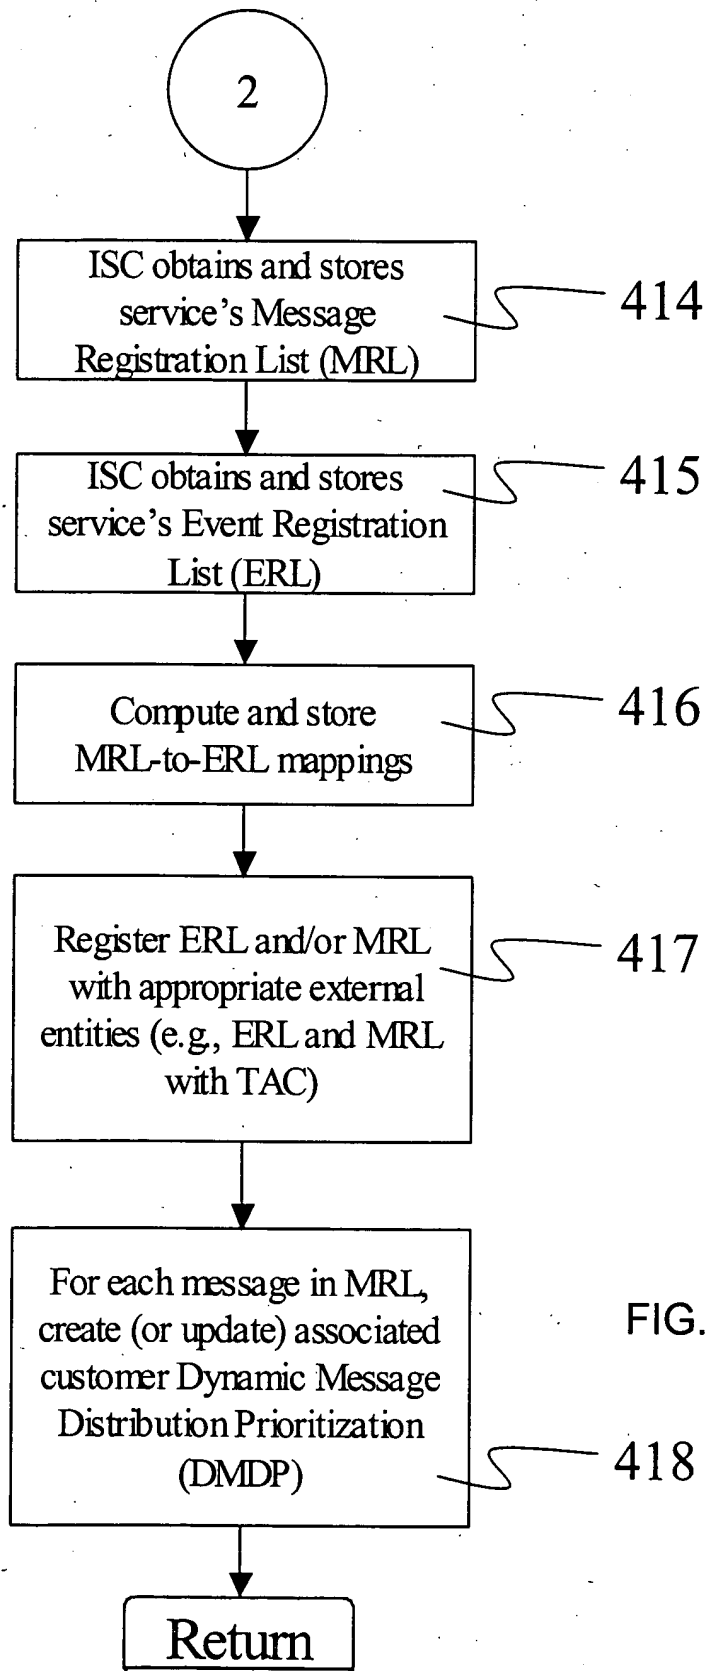 2
ISC obtains and stores
service's Message
Registration List (MRL)
414
ISC obtains and stores
service's Event Registration
List (ERL)
415
Compute and store
MRL-to-ERL mappings
416
Register ERL and/or MRL
with appropriate external
entities (e.g., ERL and MRL
with TAC)
417
For each message in MRL,
create (or update) associated
customer Dynamic Message
Distribution Prioritization
(DMDP)
418
FIG.
Return